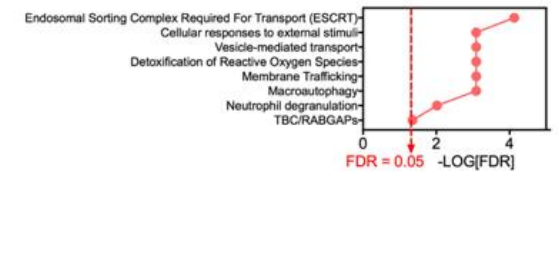 Endosomal Sorting Complex Required For Transport (ESCRT)
Cellular responses to external stimuli
Vesicle-mediated transport
Detoxification of Reactive Oxygen Species
Membrane Trafficking
Macroautophagy
Neutrophil degranulation
TBC/RABGAPs
0 2 4
FDR = 0.05 -LOG[FDR]